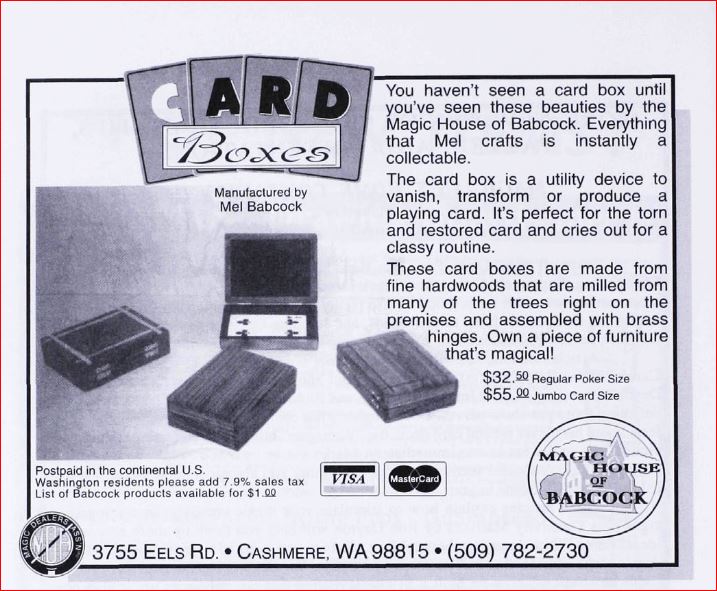 CARD
Boxes
Manufactured by
Mel Babcock
You haven't seen a card box until
you've seen these beauties by the
Magic House of Babcock. Everything
that Mel crafts is instantly a
collectable.
The card box is a utility device to
vanish, transform or produce a
playing card. It's perfect for the torn
and restored card and cries out for a
classy routine.
These card boxes are made from
fine hardwoods that are milled from
many of the trees right on the
premises and assembled with brass
hinges. Own a piece of furniture
that's magical!
$32.50 Regular Poker Size
$55.00 Jumbo Card Size
Postpaid in the continental U.S.
Washington residents please add 7.9% sales tax
List of Babcock products available for $1.00
VISA
MasterCard
MAGIC
HOUSE
OF
BABCOCK
MAGIC DEALERS ASS'N
3755 EELS RD. • CASHMERE, WA 98815 • (509) 782-2730